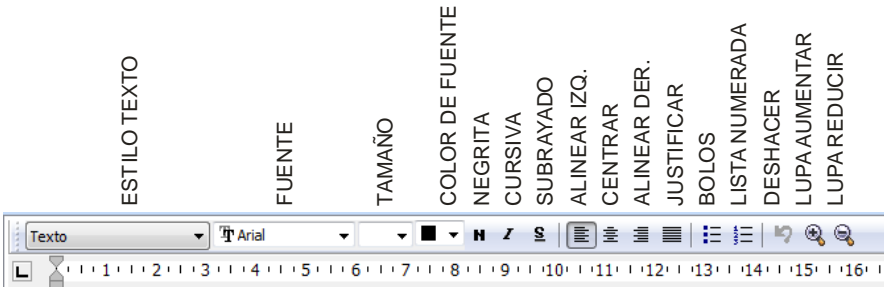 ESTILO TEXTO
FUENTE
TAMAÑO
COLOR DE FUENTE
NEGRITA
CURSIVA
SUBRAYADO
ALINEAR IZQ.
CENTRAR
ALINEAR DER.
JUSTIFICAR
BOLOS
LISTA NUMERADA
DESHACER
LUPA AUMENTAR
LUPA REDUCIR
Texto Arial N I S
1 2 3 4 5 6 7 8 9 10 11 12 13 14 15 16